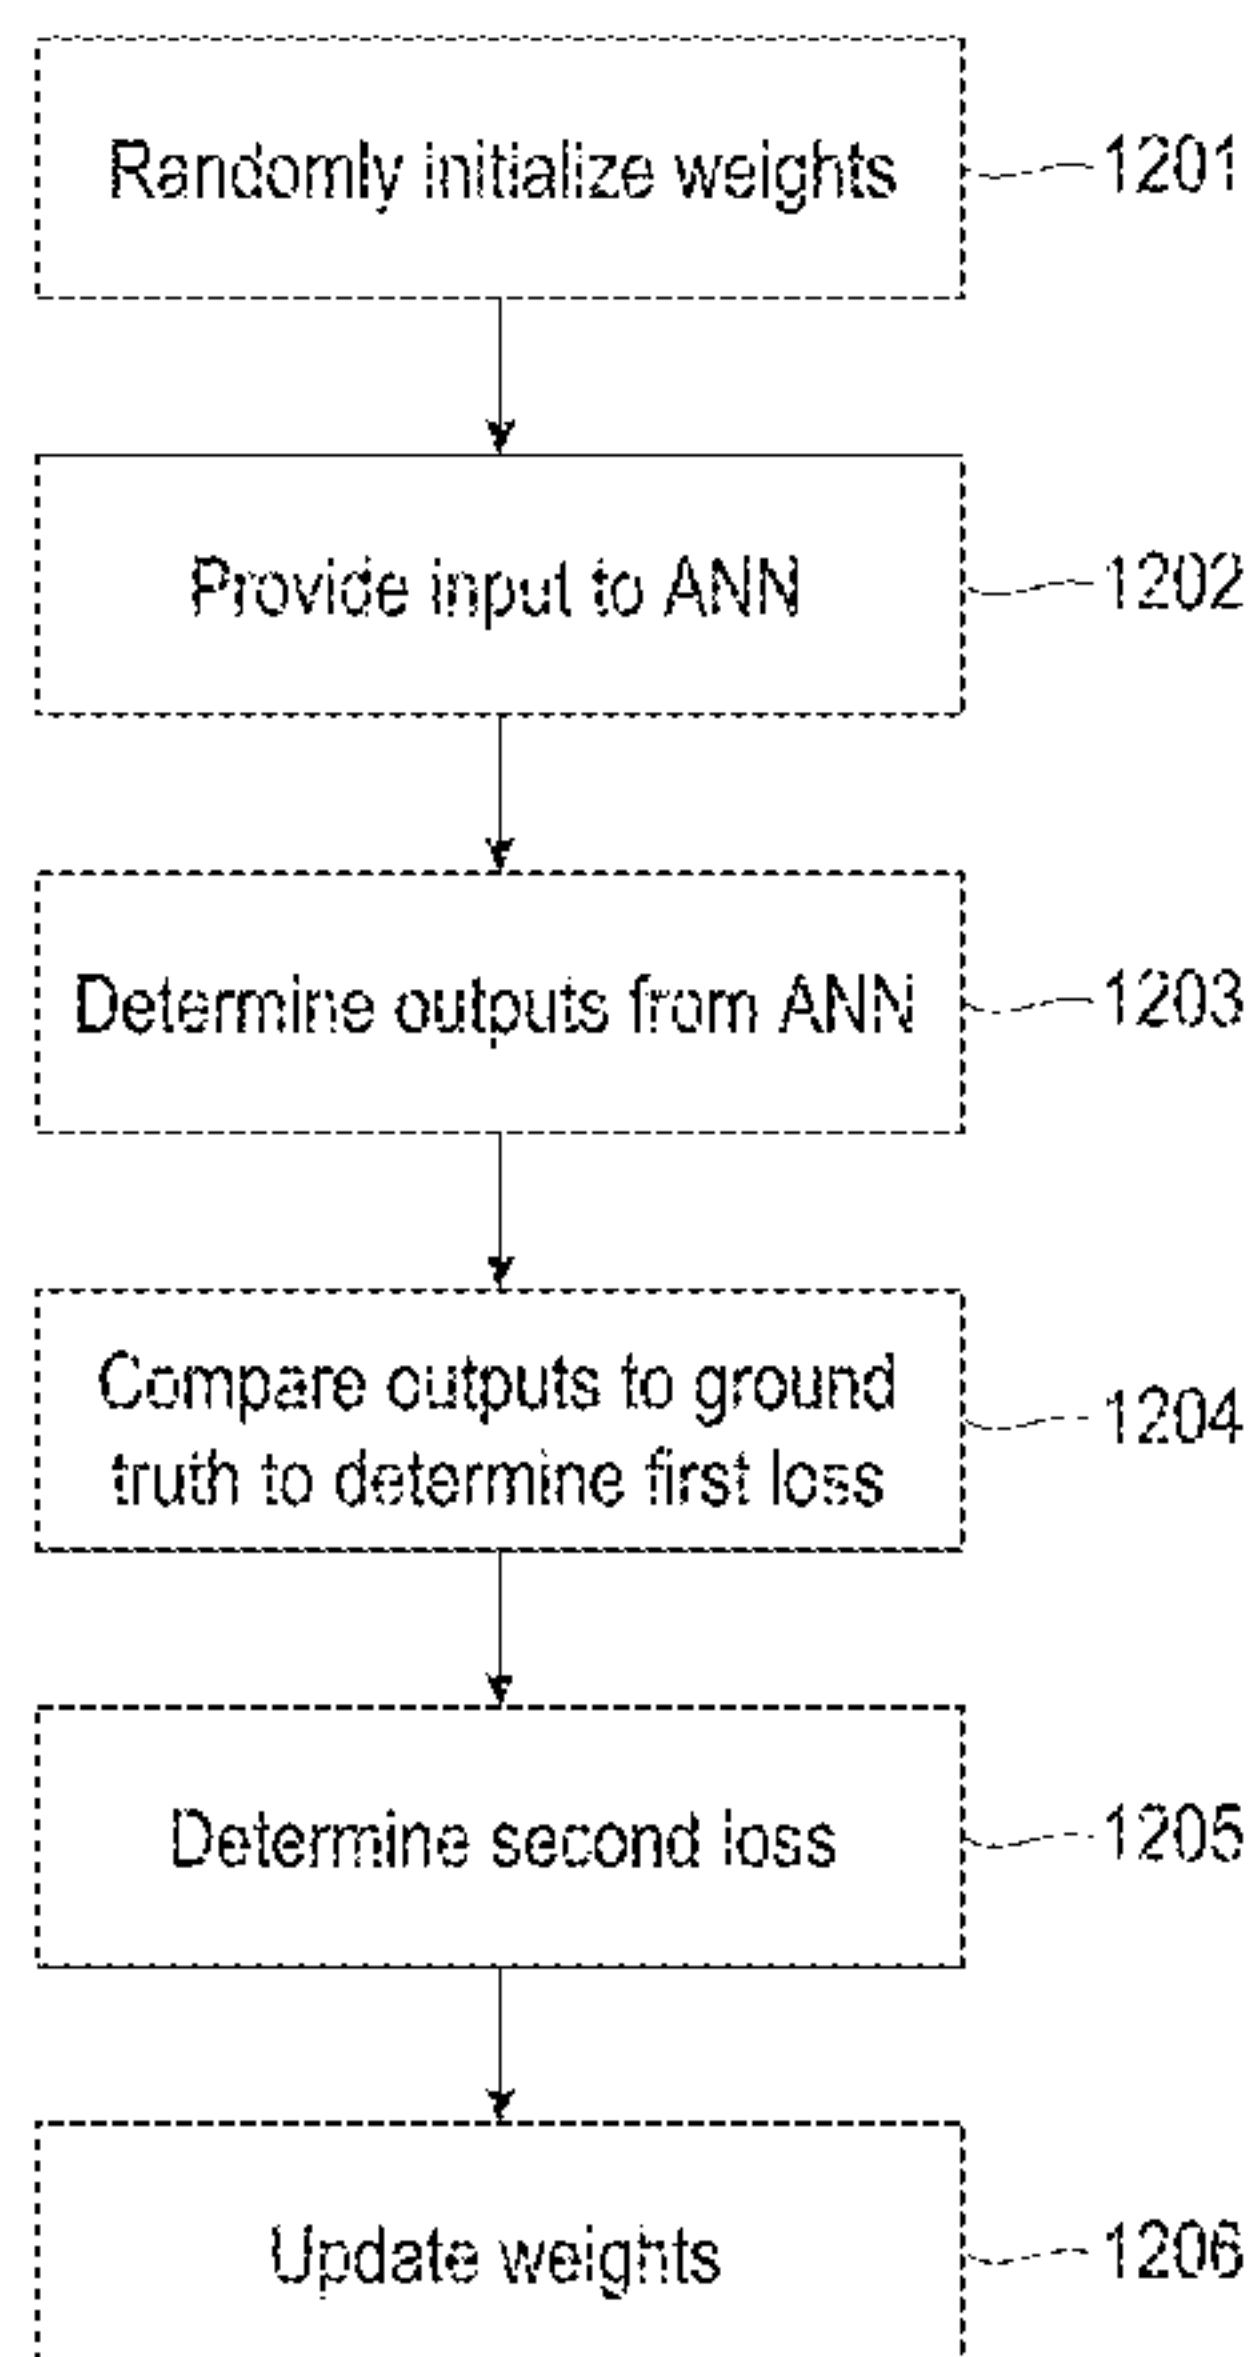 Randomly initialize weights
1201
Provide input to ANN
1202
Determine outputs from ANN
1203
Compare outputs to ground
truth to determine first loss
1204
Determine second loss
1205
Update weights
1206